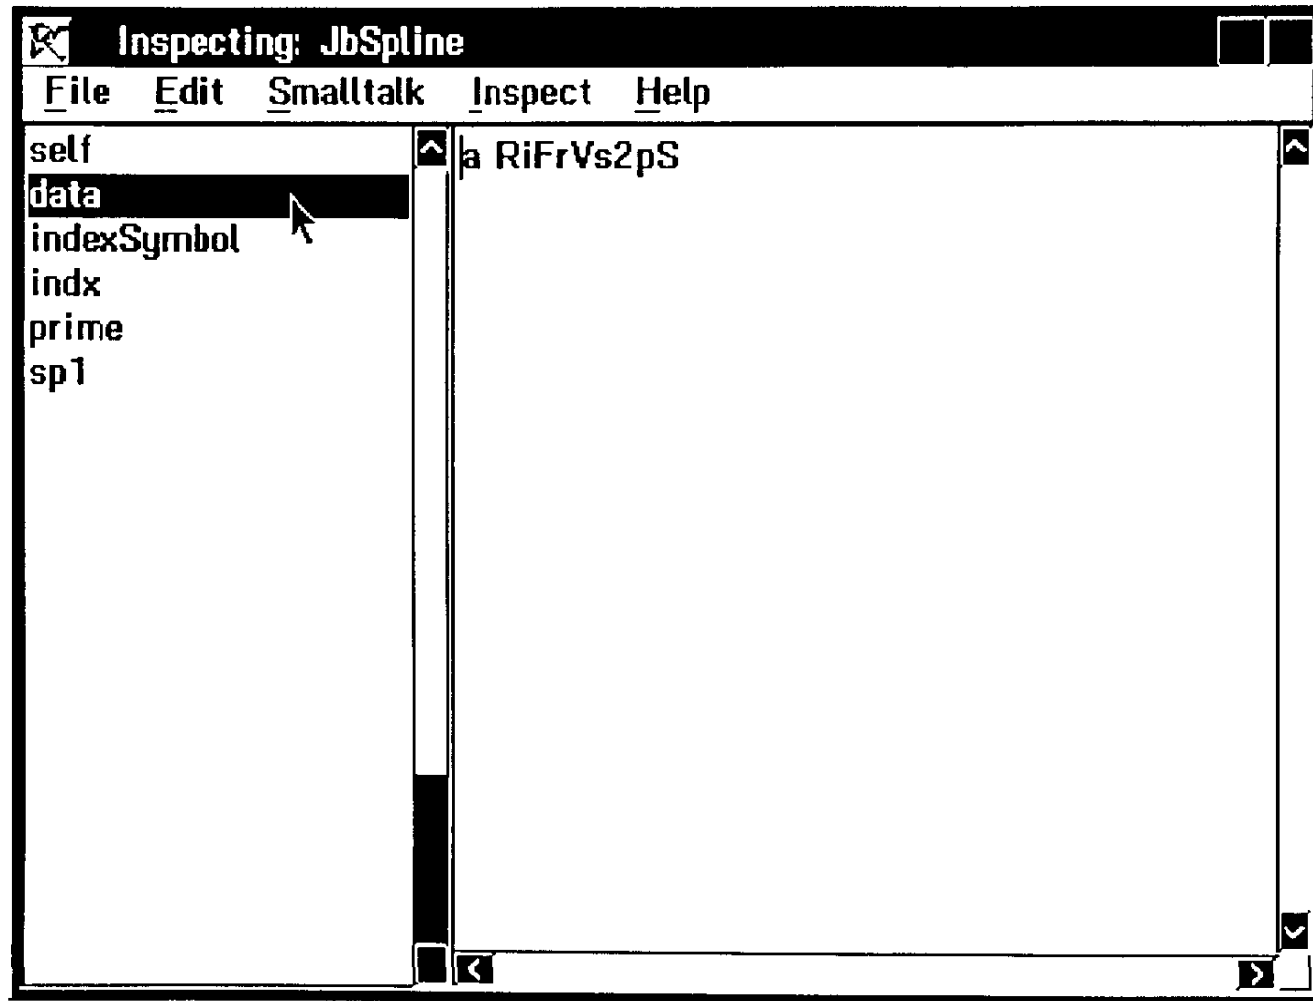 Inspecting: JbSpline
File Edit Smalltalk Inspect Help
self
data
indexSymbol
indx
prime
sp1
a RiFrVs2pS